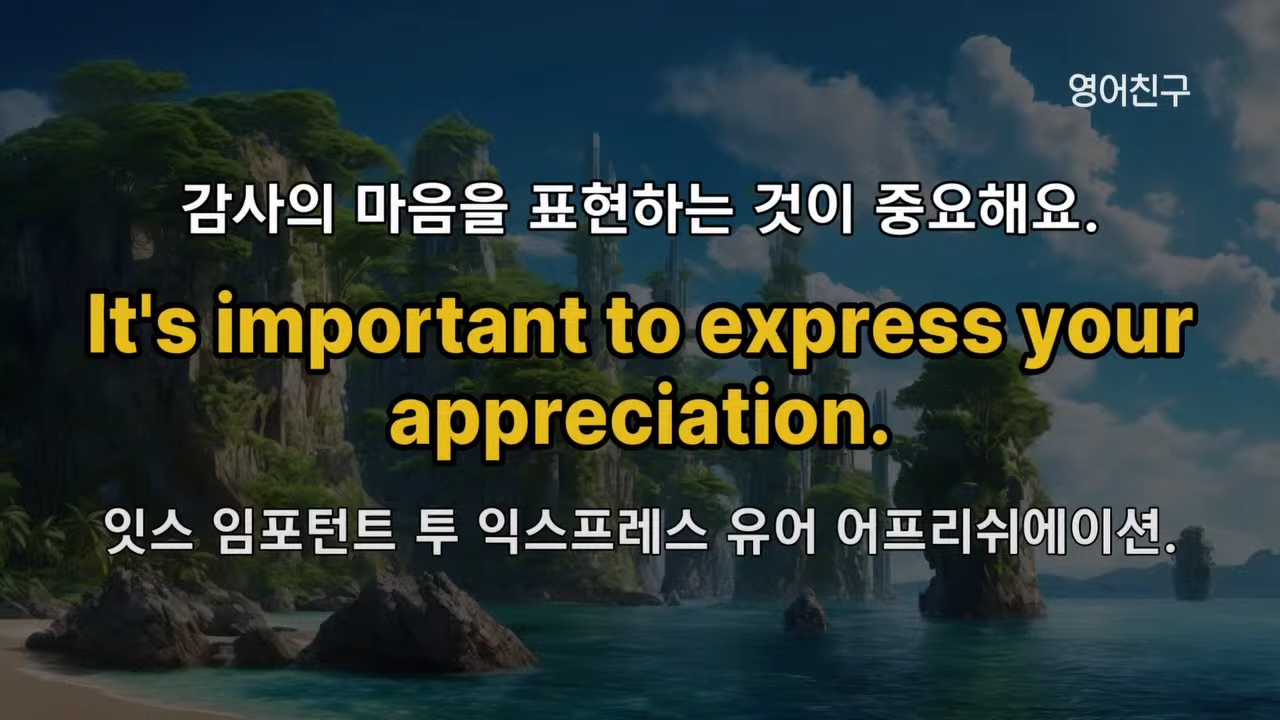 영어친구
감사의 마음을 표현하는 것이 중요해요.
It's important to express your
appreciation.
잇스 임포턴트 투 익스프레스 유어 어프리쉬에이션.